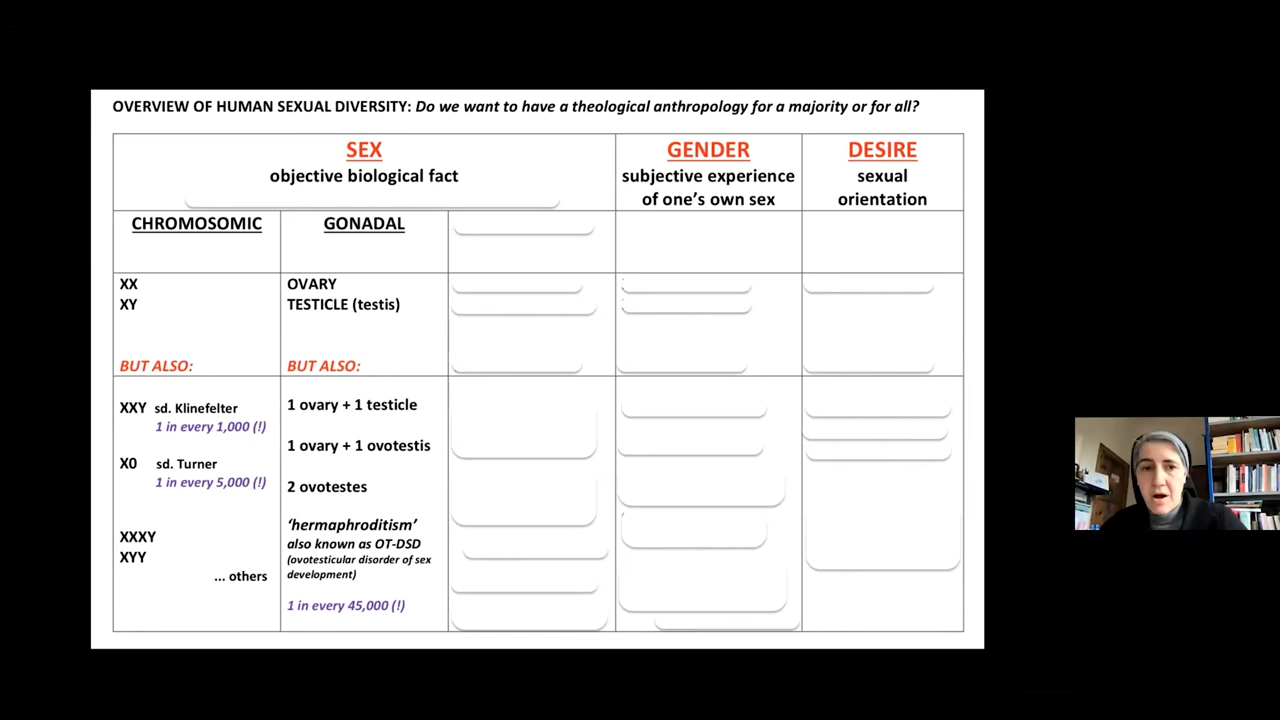 OVERVIEW OF HUMAN SEXUAL DIVERSITY: Do we want to have a theological anthropology for a majority or for all?
SEX
objective biological fact
GENDER
subjective experience
of one's own sex
DESIRE
sexual
orientation
CHROMOSOMIC
GONADAL
XX
XY
BUT ALSO:
OVARY
TESTICLE (testis)
BUT ALSO:
XXY sd. Klinefelter
1 in every 1,000 (!)
X0 sd. Turner
1 in every 5,000 (!)
XXXY
XYY
... others
1 ovary + 1 testicle
1 ovary + 1 ovotestis
2 ovotestes
‘hermaphroditism’
also known as OT-DSD
(ovotesticular disorder of sex
development)
1 in every 45,000 (!)